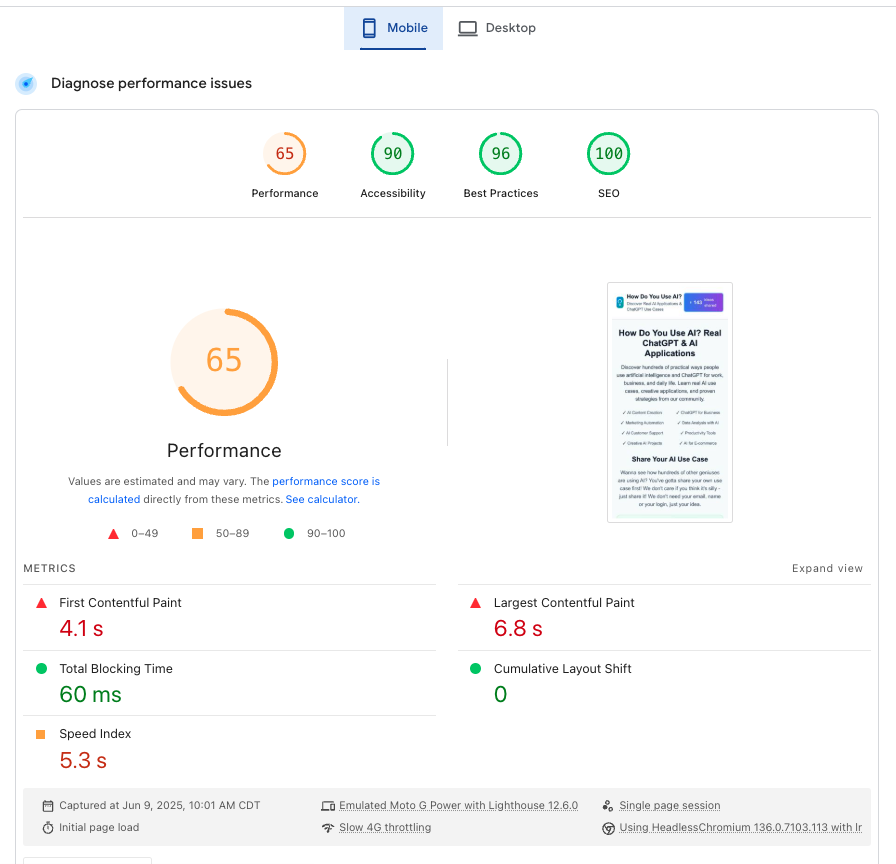 Mobile
Desktop
Diagnose performance issues
65
90
96
100
Performance
Accessibility
Best Practices
SEO
65
Performance
Values are estimated and may vary. The performance score is
calculated directly from these metrics. See calculator.
0–49
50–89
90–100
How Do You Use AI?
Discover Real AI Applications &
ChatGPT Use Cases
How Do You Use AI? Real
ChatGPT & AI
Applications
Discover hundreds of practical ways people
use artificial intelligence and ChatGPT for work,
business, and daily life. Learn real AI use
cases, creative applications, and proven
strategies from our community.
✓ AI Content Creation
✓ ChatGPT for Business
✓ Marketing Automation
✓ Data Analysis with AI
✓ AI Customer Support
✓ Productivity Tools
✓ Creative AI Projects
✓ AI for E-commerce
Share Your AI Use Case
Wanna see how hundreds of other geniuses
are using AI? You've gotta share your own use
case first! We don't care if you think it's silly -
just share it! We don't need your email, name
or your login, just your idea.
METRICS
Expand view
First Contentful Paint
4.1 s
Largest Contentful Paint
6.8 s
Total Blocking Time
60 ms
Cumulative Layout Shift
0
Speed Index
5.3 s
Captured at Jun 9, 2025, 10:01 AM CDT
Emulated Moto G Power with Lighthouse 12.6.0
Single page session
Initial page load
Slow 4G throttling
Using HeadlessChromium 136.0.7103.113 with lr